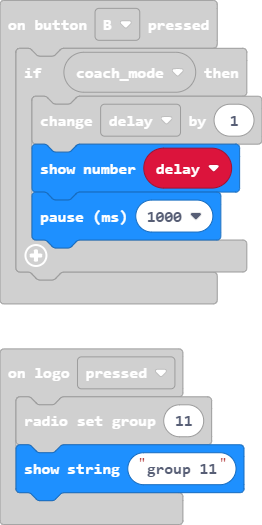 on button B pressed
if coach_mode then
change delay by 1
show number delay
pause (ms) 1000
on logo pressed
radio set group 11
show string "group 11"